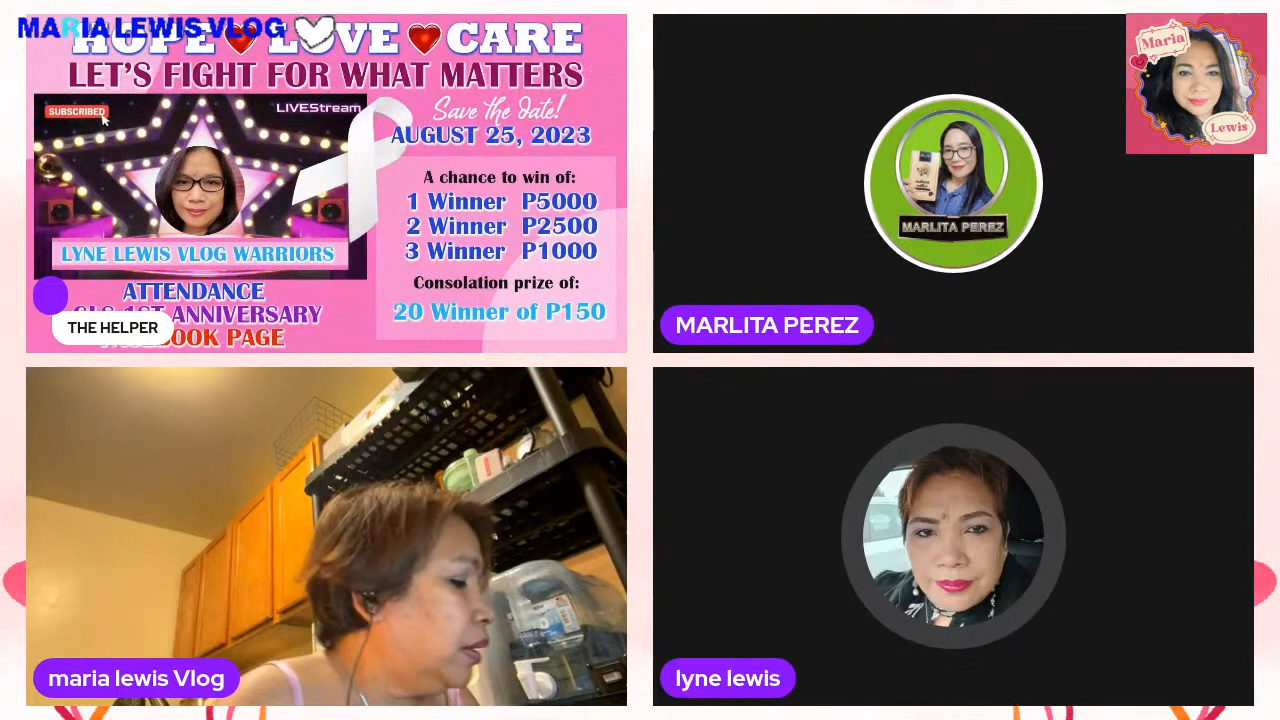 MARIA LEWIS VLOG
HOPE LOVE CARE
LET'S FIGHT FOR WHAT MATTERS
SUBSCRIBED
LIVEStream
Save the date!
AUGUST 25, 2023
A chance to win of:
1 Winner P5000
2 Winner P2500
3 Winner P1000
Consolation prize of:
20 Winner of P150
LYNE LEWIS VLOG WARRIORS
ATTENDANCE
1ST ANNIVERSARY
PAGE
THE HELPER
MARLITA PEREZ
MARLITA PEREZ
Maria
Lewis
maria lewis Vlog
lyne lewis